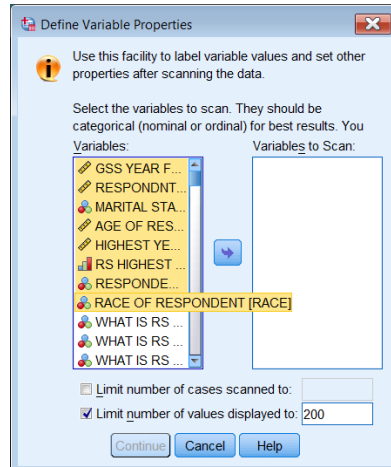 Define Variable Properties
Use this facility to label variable values and set other
properties after scanning the data.
Select the variables to scan. They should be
categorical (nominal or ordinal) for best results. You
Variables: Variables to Scan:
GSS YEAR F...
RESPONDNT...
MARITAL STA...
AGE OF RES...
HIGHEST YE...
RS HIGHEST ...
RESPONDE...
RACE OF RESPONDENT [RACE]
WHAT IS RS ...
WHAT IS RS ...
WHAT IS RS ...
Limit number of cases scanned to:
Limit number of values displayed to: 200
Continue Cancel Help